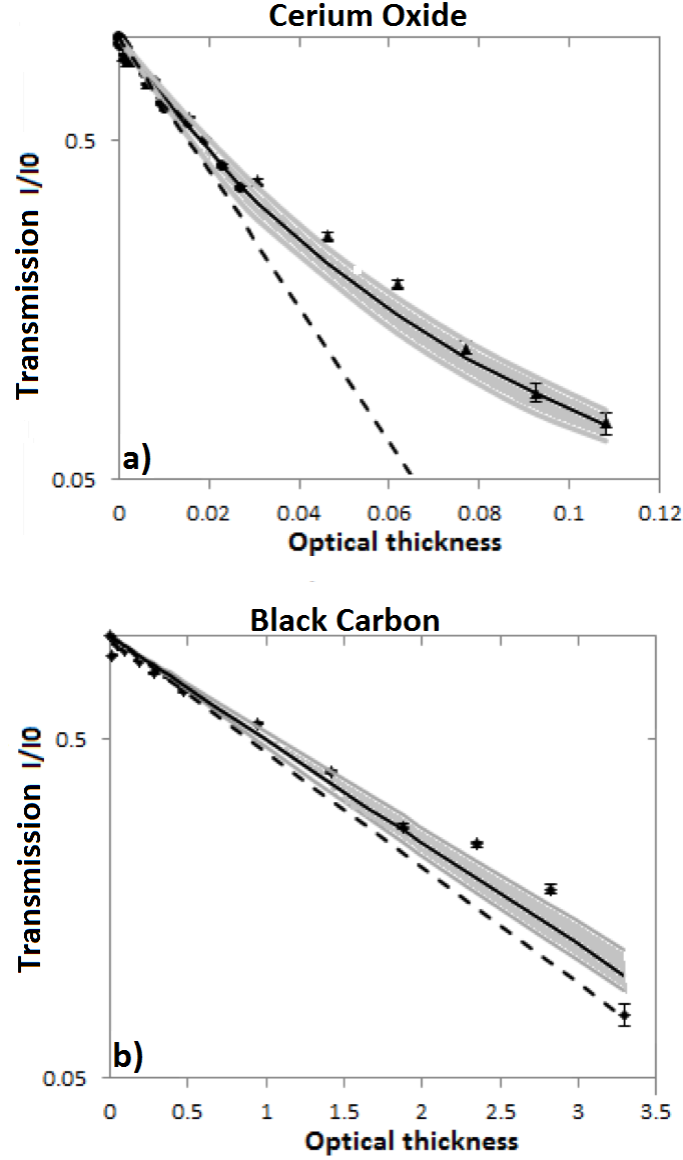 Cerium Oxide
Transmission I/I0
0.5
0.05
a)
0 0.02 0.04 0.06 0.08 0.1 0.12
Optical thickness
Black Carbon
Transmission I/I0
0.5
0.05
b)
0 0.5 1 1.5 2 2.5 3 3.5
Optical thickness